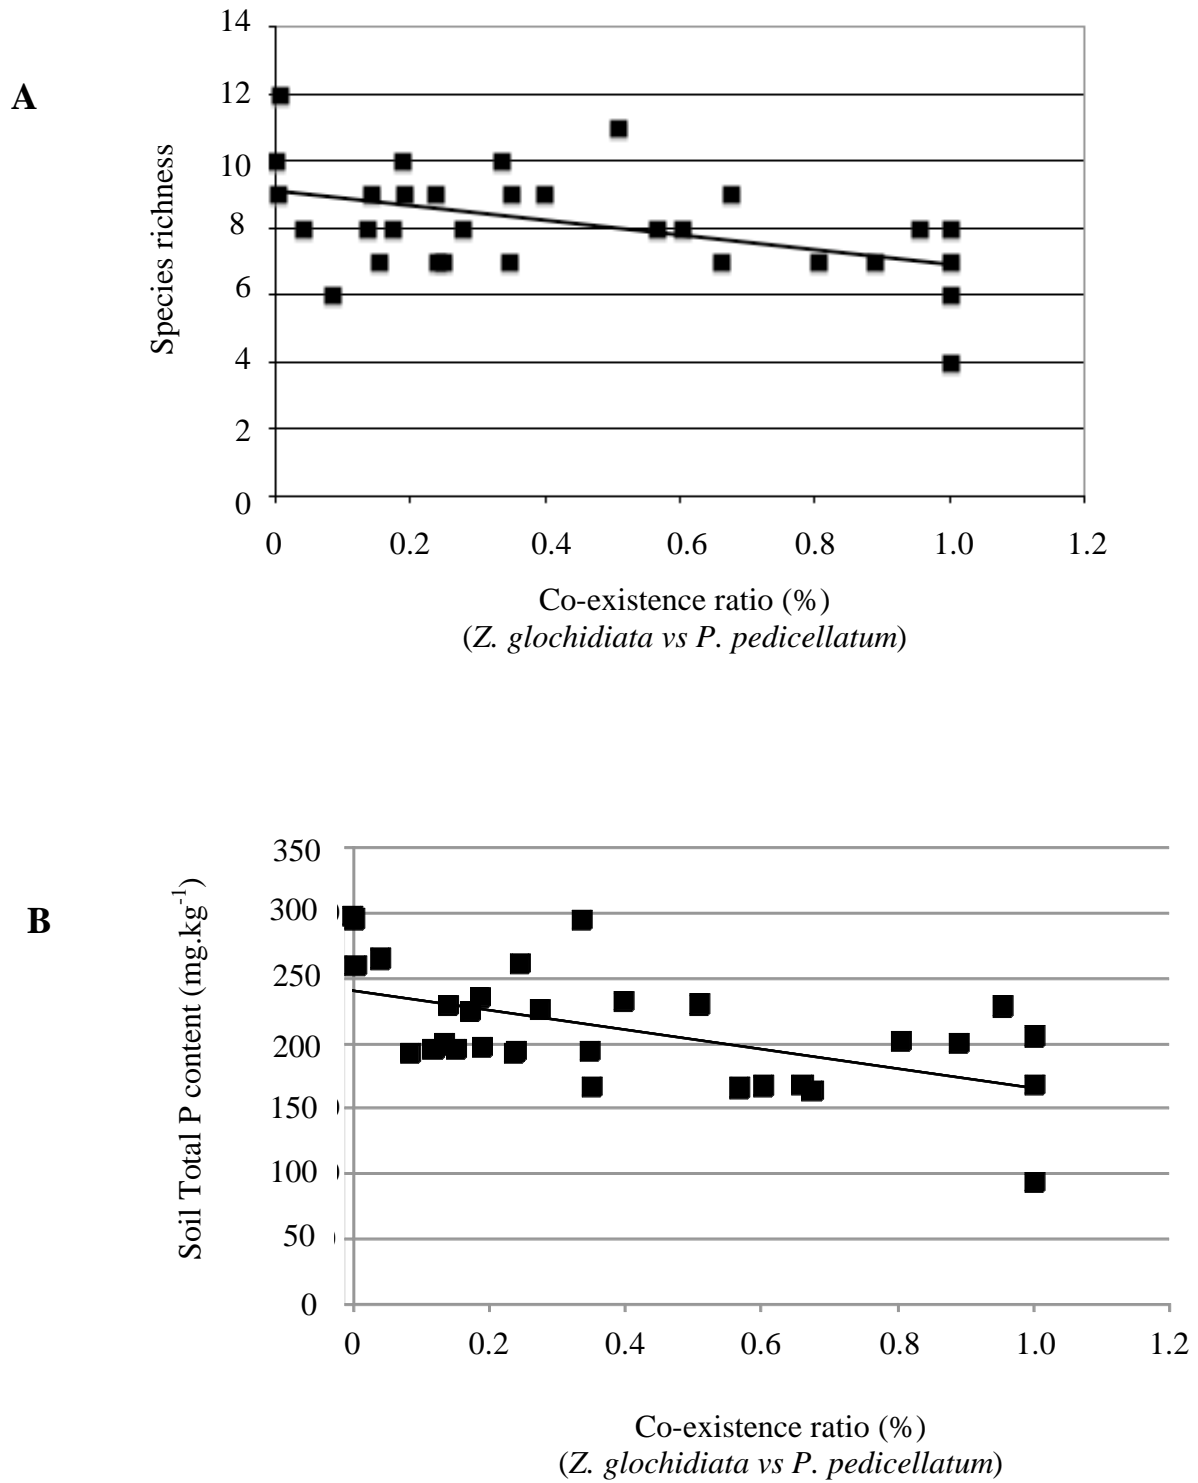 A
Species richness
14
12
10
8
6
4
2
0
0 0.2 0.4 0.6 0.8 1.0 1.2
Co-existence ratio (%)
(Z. glochidiata vs P. pedicellatum)
B
Soil Total P content (mg.kg⁻¹)
350
300
250
200
150
100
50
0
0 0.2 0.4 0.6 0.8 1.0 1.2
Co-existence ratio (%)
(Z. glochidiata vs P. pedicellatum)